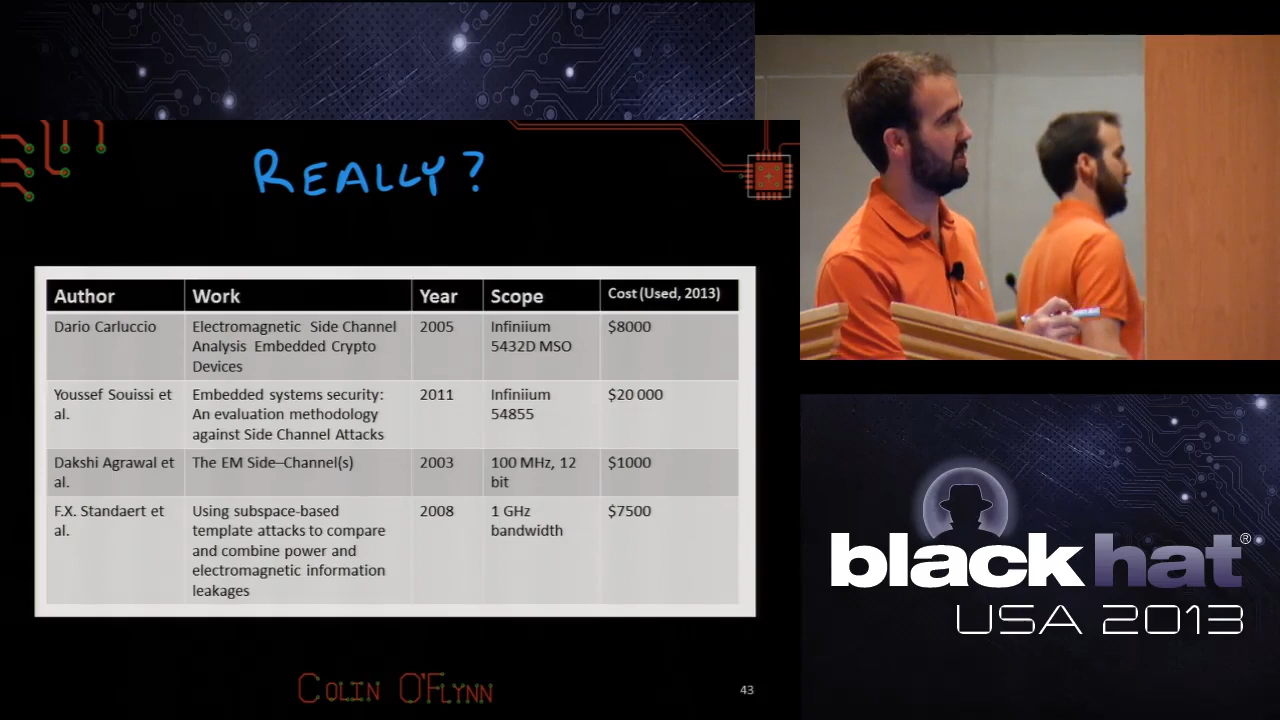 REALLY?
Author Work Year Scope Cost (Used, 2013)
Dario Carluccio Electromagnetic Side Channel 2005 Infiniium $8000
Analysis Embedded Crypto 5432D MSO
Devices
Youssef Souissi et Embedded systems security: 2011 Infiniium $20 000
al. An evaluation methodology 54855
against Side Channel Attacks
Dakshi Agrawal et The EM Side–Channel(s) 2003 100 MHz, 12 $1000
al. bit
F.X. Standaert et Using subspace-based 2008 1 GHz $7500
al. template attacks to compare bandwidth
and combine power and
electromagnetic information
leakages
COLIN O'FLYNN
43
black hat®
USA 2013